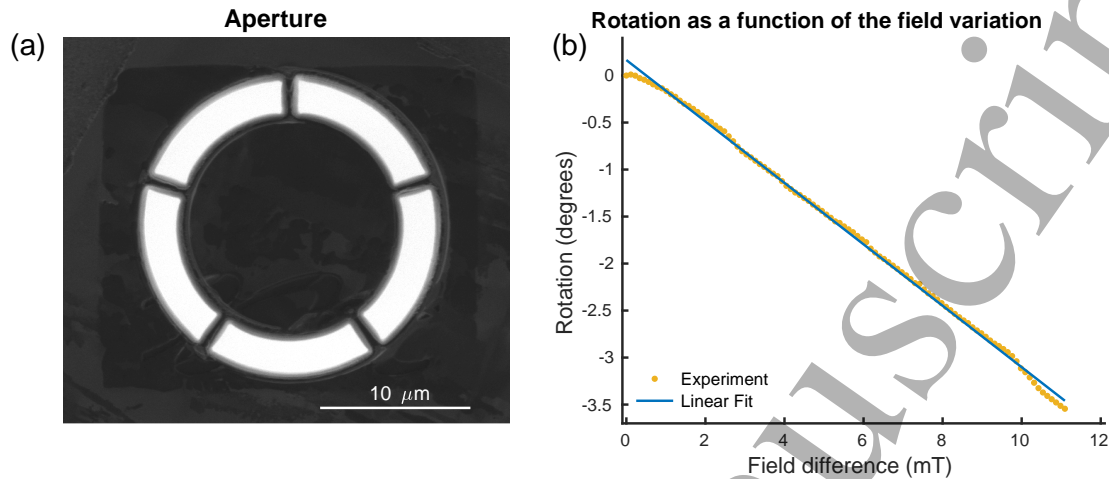 Aperture
(a)
10 μm
Rotation as a function of the field variation
(b)
Rotation (degrees)
0
-0.5
-1
-1.5
-2
-2.5
-3
-3.5
Experiment
Linear Fit
0 2 4 6 8 10 12
Field difference (mT)
uscrip